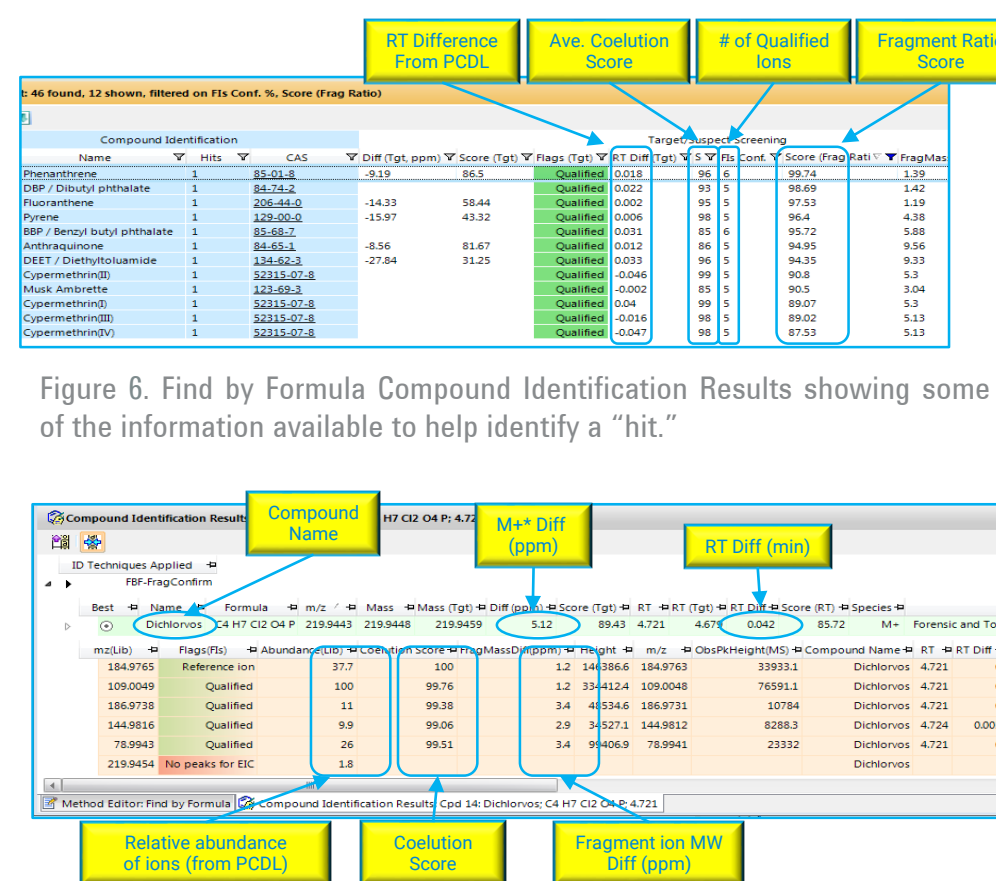 RT Difference From PCDL
Ave. Coelution Score
# of Qualified Ions
Fragment Ratio Score
t: 46 found, 12 shown, filtered on FIs Conf. %, Score (Frag Ratio)
Compound Identification Target/Suspect Screening
Name Hits CAS Diff (Tgt, ppm) Score (Tgt) Flags (Tgt) RT Diff (Tgt) S FIs Conf. Score (Frag Rati FragMas
Phenanthrene 1 85-01-8 -9.19 86.5 Qualified 0.018 96 6 99.74 1.39
DBP / Dibutyl phthalate 1 84-74-2 Qualified 0.022 93 5 98.69 1.42
Fluoranthene 1 206-44-0 -14.33 58.44 Qualified 0.002 95 5 97.53 1.19
Pyrene 1 129-00-0 -15.97 43.32 Qualified 0.006 98 5 96.4 4.38
BBP / Benzyl butyl phthalate 1 85-68-7 Qualified 0.031 85 6 95.72 5.88
Anthraquinone 1 84-65-1 -8.56 81.67 Qualified 0.012 86 5 94.95 9.56
DEET / Diethyltoluamide 1 134-62-3 -27.84 31.25 Qualified 0.033 96 5 94.35 9.33
Cypermethrin(II) 1 52315-07-8 Qualified -0.046 99 5 90.8 5.3
Musk Ambrette 1 123-69-3 Qualified -0.002 85 5 90.5 3.04
Cypermethrin(I) 1 52315-07-8 Qualified 0.04 99 5 89.07 5.3
Cypermethrin(III) 1 52315-07-8 Qualified -0.016 98 5 89.02 5.13
Cypermethrin(IV) 1 52315-07-8 Qualified -0.047 98 5 87.53 5.13
Figure 6. Find by Formula Compound Identification Results showing some
of the information available to help identify a “hit.”
Compound Name
M+* Diff (ppm)
RT Diff (min)
Compound Identification Results H7 Cl2 O4 P; 4.72
ID Techniques Applied
FBF-FragConfirm
Best Name Formula m/z Mass Mass (Tgt) Diff (ppm) Score (Tgt) RT RT (Tgt) RT Diff Score (RT) Species
Dichlorvos C4 H7 Cl2 O4 P 219.9443 219.9448 219.9459 5.12 89.43 4.721 4.679 0.042 85.72 M+ Forensic and To
mz(Lib) Flags(FIs) Abundance(Lib) Coelution Score FragMassDiff(ppm) Height m/z ObsPkHeight(MS) Compound Name RT RT Diff
184.9765 Reference ion 37.7 100 1.2 146386.6 184.9763 33933.1 Dichlorvos 4.721
109.0049 Qualified 100 99.76 1.2 334412.4 109.0048 76591.1 Dichlorvos 4.721
186.9738 Qualified 11 99.38 3.4 48534.6 186.9731 10784 Dichlorvos 4.721
144.9816 Qualified 9.9 99.06 2.9 34527.1 144.9812 8288.3 Dichlorvos 4.724 0.00
78.9943 Qualified 26 99.51 3.4 99406.9 78.9941 23332 Dichlorvos 4.721
219.9454 No peaks for EIC 1.8 Dichlorvos
Method Editor: Find by Formula Compound Identification Results: Cpd 14: Dichlorvos; C4 H7 Cl2 O4 P; 4.721
Relative abundance of ions (from PCDL)
Coelution Score
Fragment ion MW Diff (ppm)